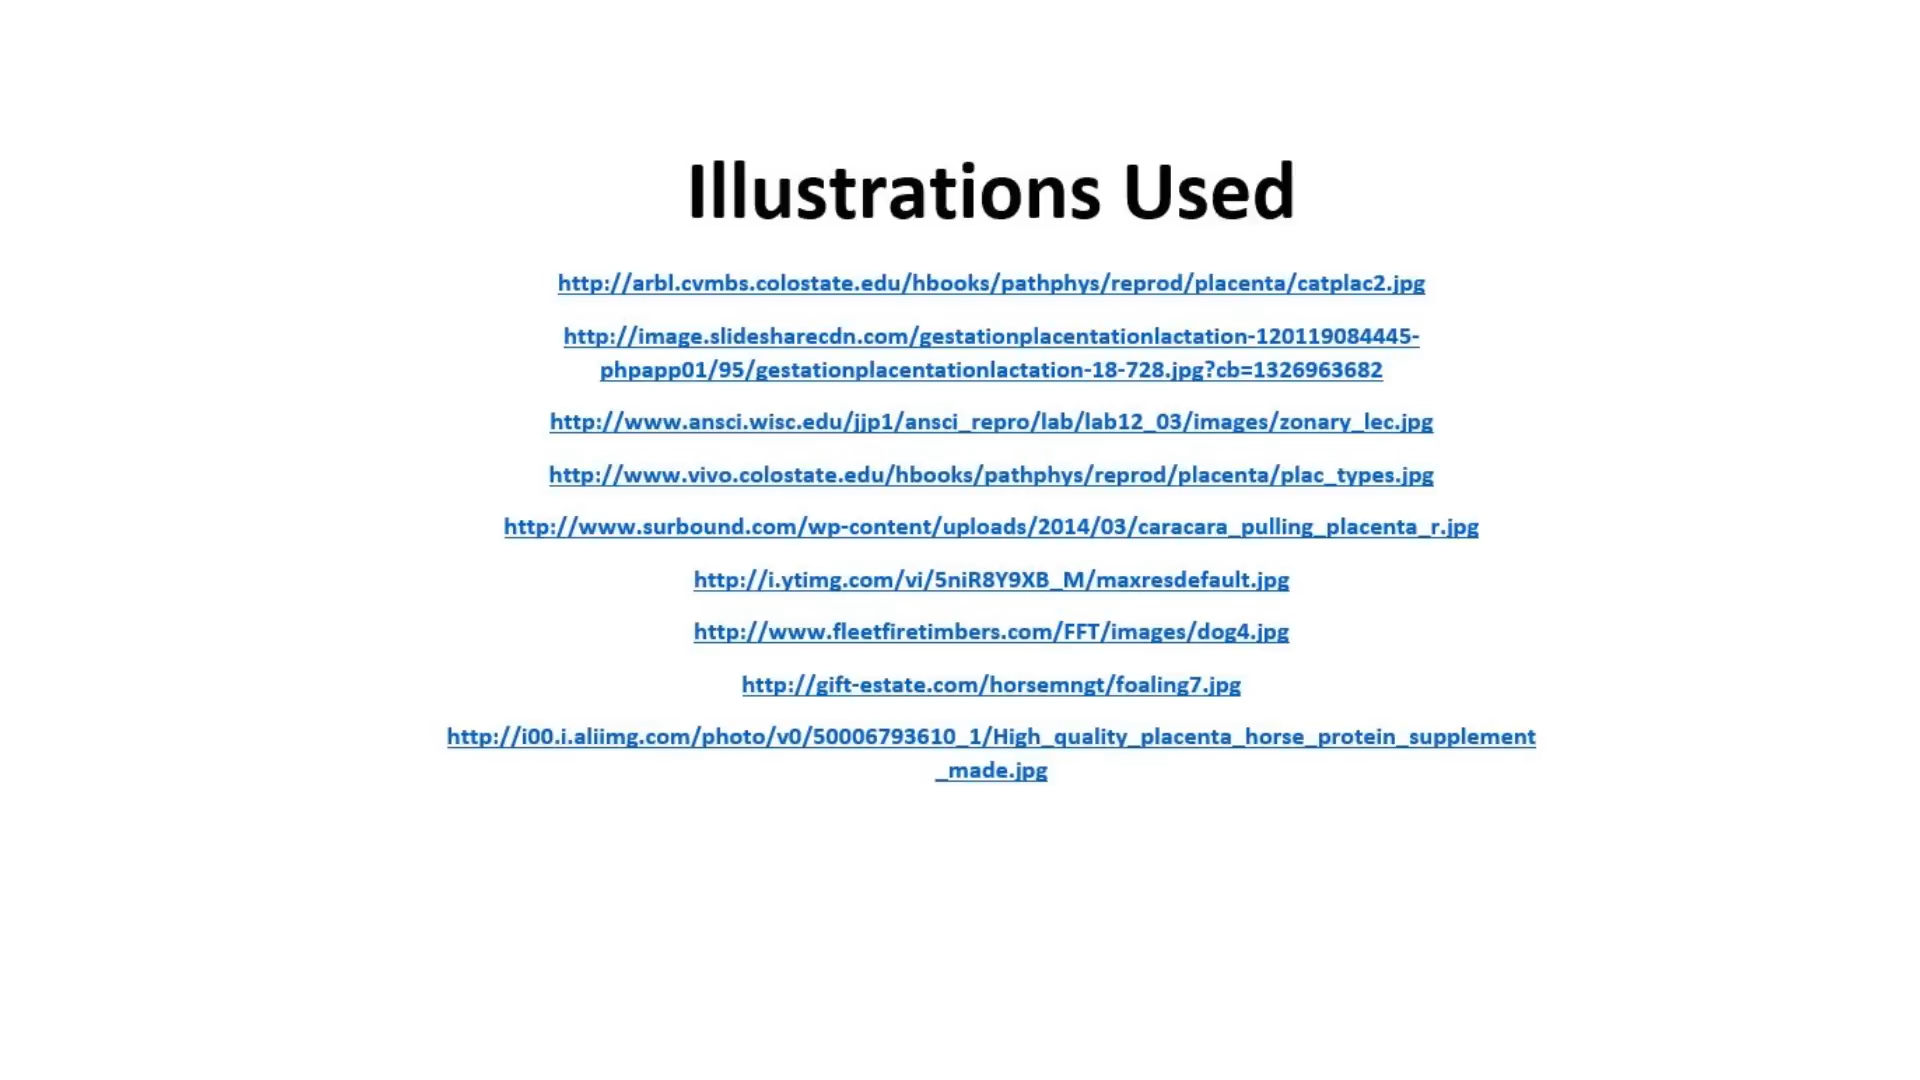 Illustrations Used
http://arbl.cvmbs.colostate.edu/hbooks/pathphys/reprod/placenta/catplac2.jpg
http://image.slidesharecdn.com/gestationplacentationlactation-120119084445-
phpapp01/95/gestationplacentationlactation-18-728.jpg?cb=1326963682
http://www.ansci.wisc.edu/jjp1/ansci_repro/lab/lab12_03/images/zonary_lec.jpg
http://www.vivo.colostate.edu/hbooks/pathphys/reprod/placenta/plac_types.jpg
http://www.surbound.com/wp-content/uploads/2014/03/caracara_pulling_placenta_r.jpg
http://i.ytimg.com/vi/5niR8Y9XB_M/maxresdefault.jpg
http://www.fleetfiretimbers.com/FFT/images/dog4.jpg
http://gift-estate.com/horsemngt/foaling7.jpg
http://i00.i.aliimg.com/photo/v0/50006793610_1/High_quality_placenta_horse_protein_supplement
_made.jpg